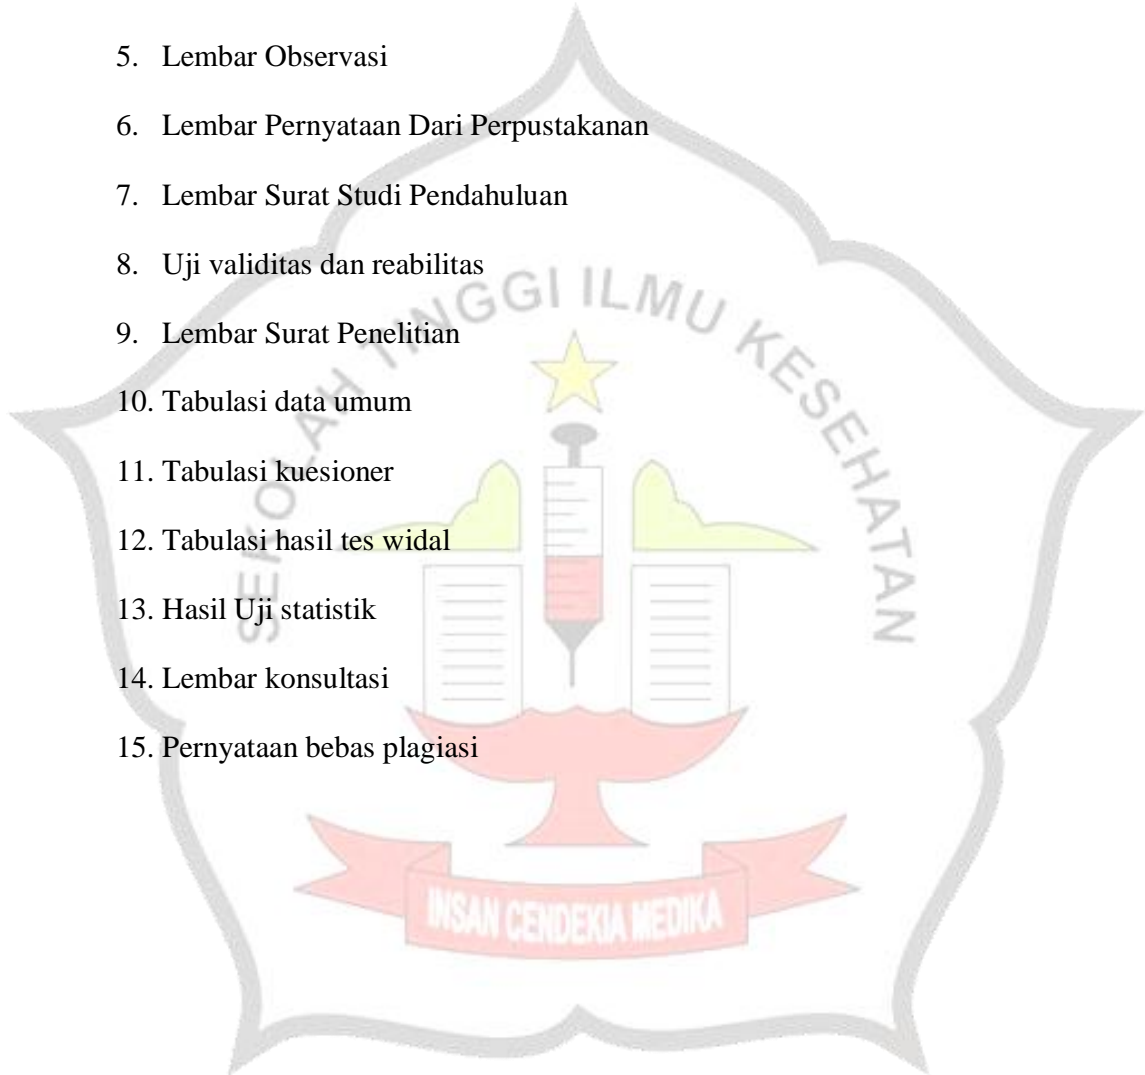 5. Lembar Observasi
6. Lembar Pernyataan Dari Perpustakanan
7. Lembar Surat Studi Pendahuluan
8. Uji validitas dan reabilitas
9. Lembar Surat Penelitian
10. Tabulasi data umum
11. Tabulasi kuesioner
12. Tabulasi hasil tes widal
13. Hasil Uji statistik
14. Lembar konsultasi
15. Pernyataan bebas plagiasi
SEKOLAH TINGGI ILMU KESEHATAN
INSAN CENDEKIA MEDIKA